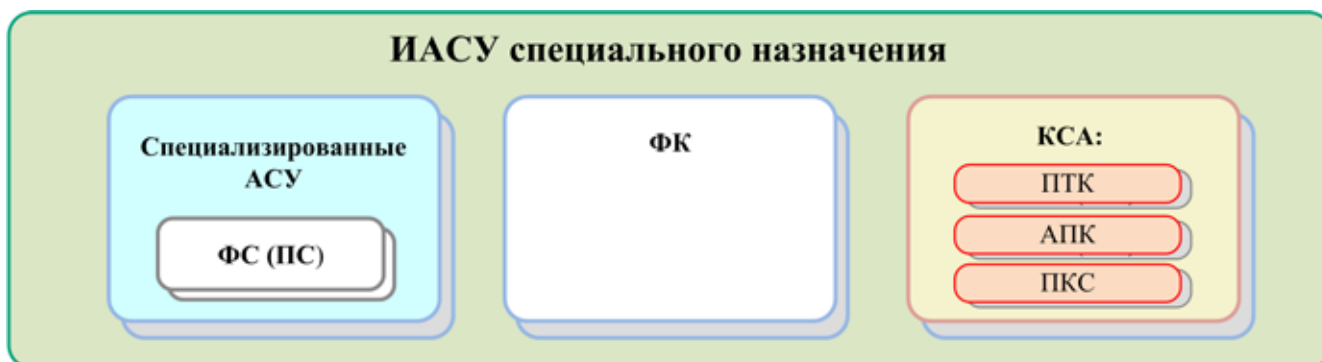 ИАСУ специального назначения
Специализированные
АСУ
ФС (ПС)
ФК
КСА:
ПТК
АПК
ПКС